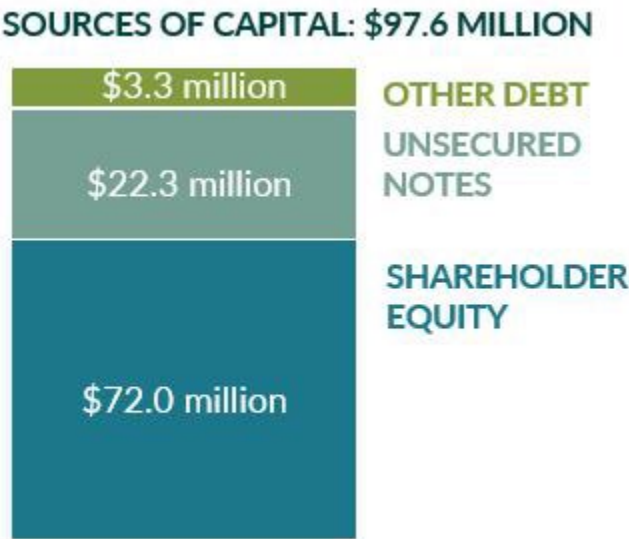 SOURCES OF CAPITAL: $97.6 MILLION
$3.3 million
OTHER DEBT
$22.3 million
UNSECURED
NOTES
$72.0 million
SHAREHOLDER
EQUITY